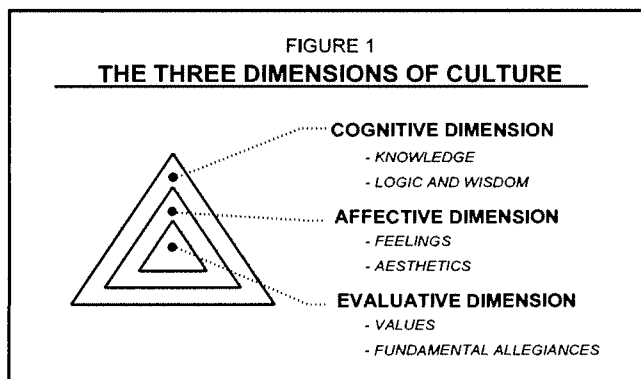 FIGURE 1
THE THREE DIMENSIONS OF CULTURE
COGNITIVE DIMENSION
- KNOWLEDGE
- LOGIC AND WISDOM
AFFECTIVE DIMENSION
- FEELINGS
- AESTHETICS
EVALUATIVE DIMENSION
- VALUES
- FUNDAMENTAL ALLEGIANCES